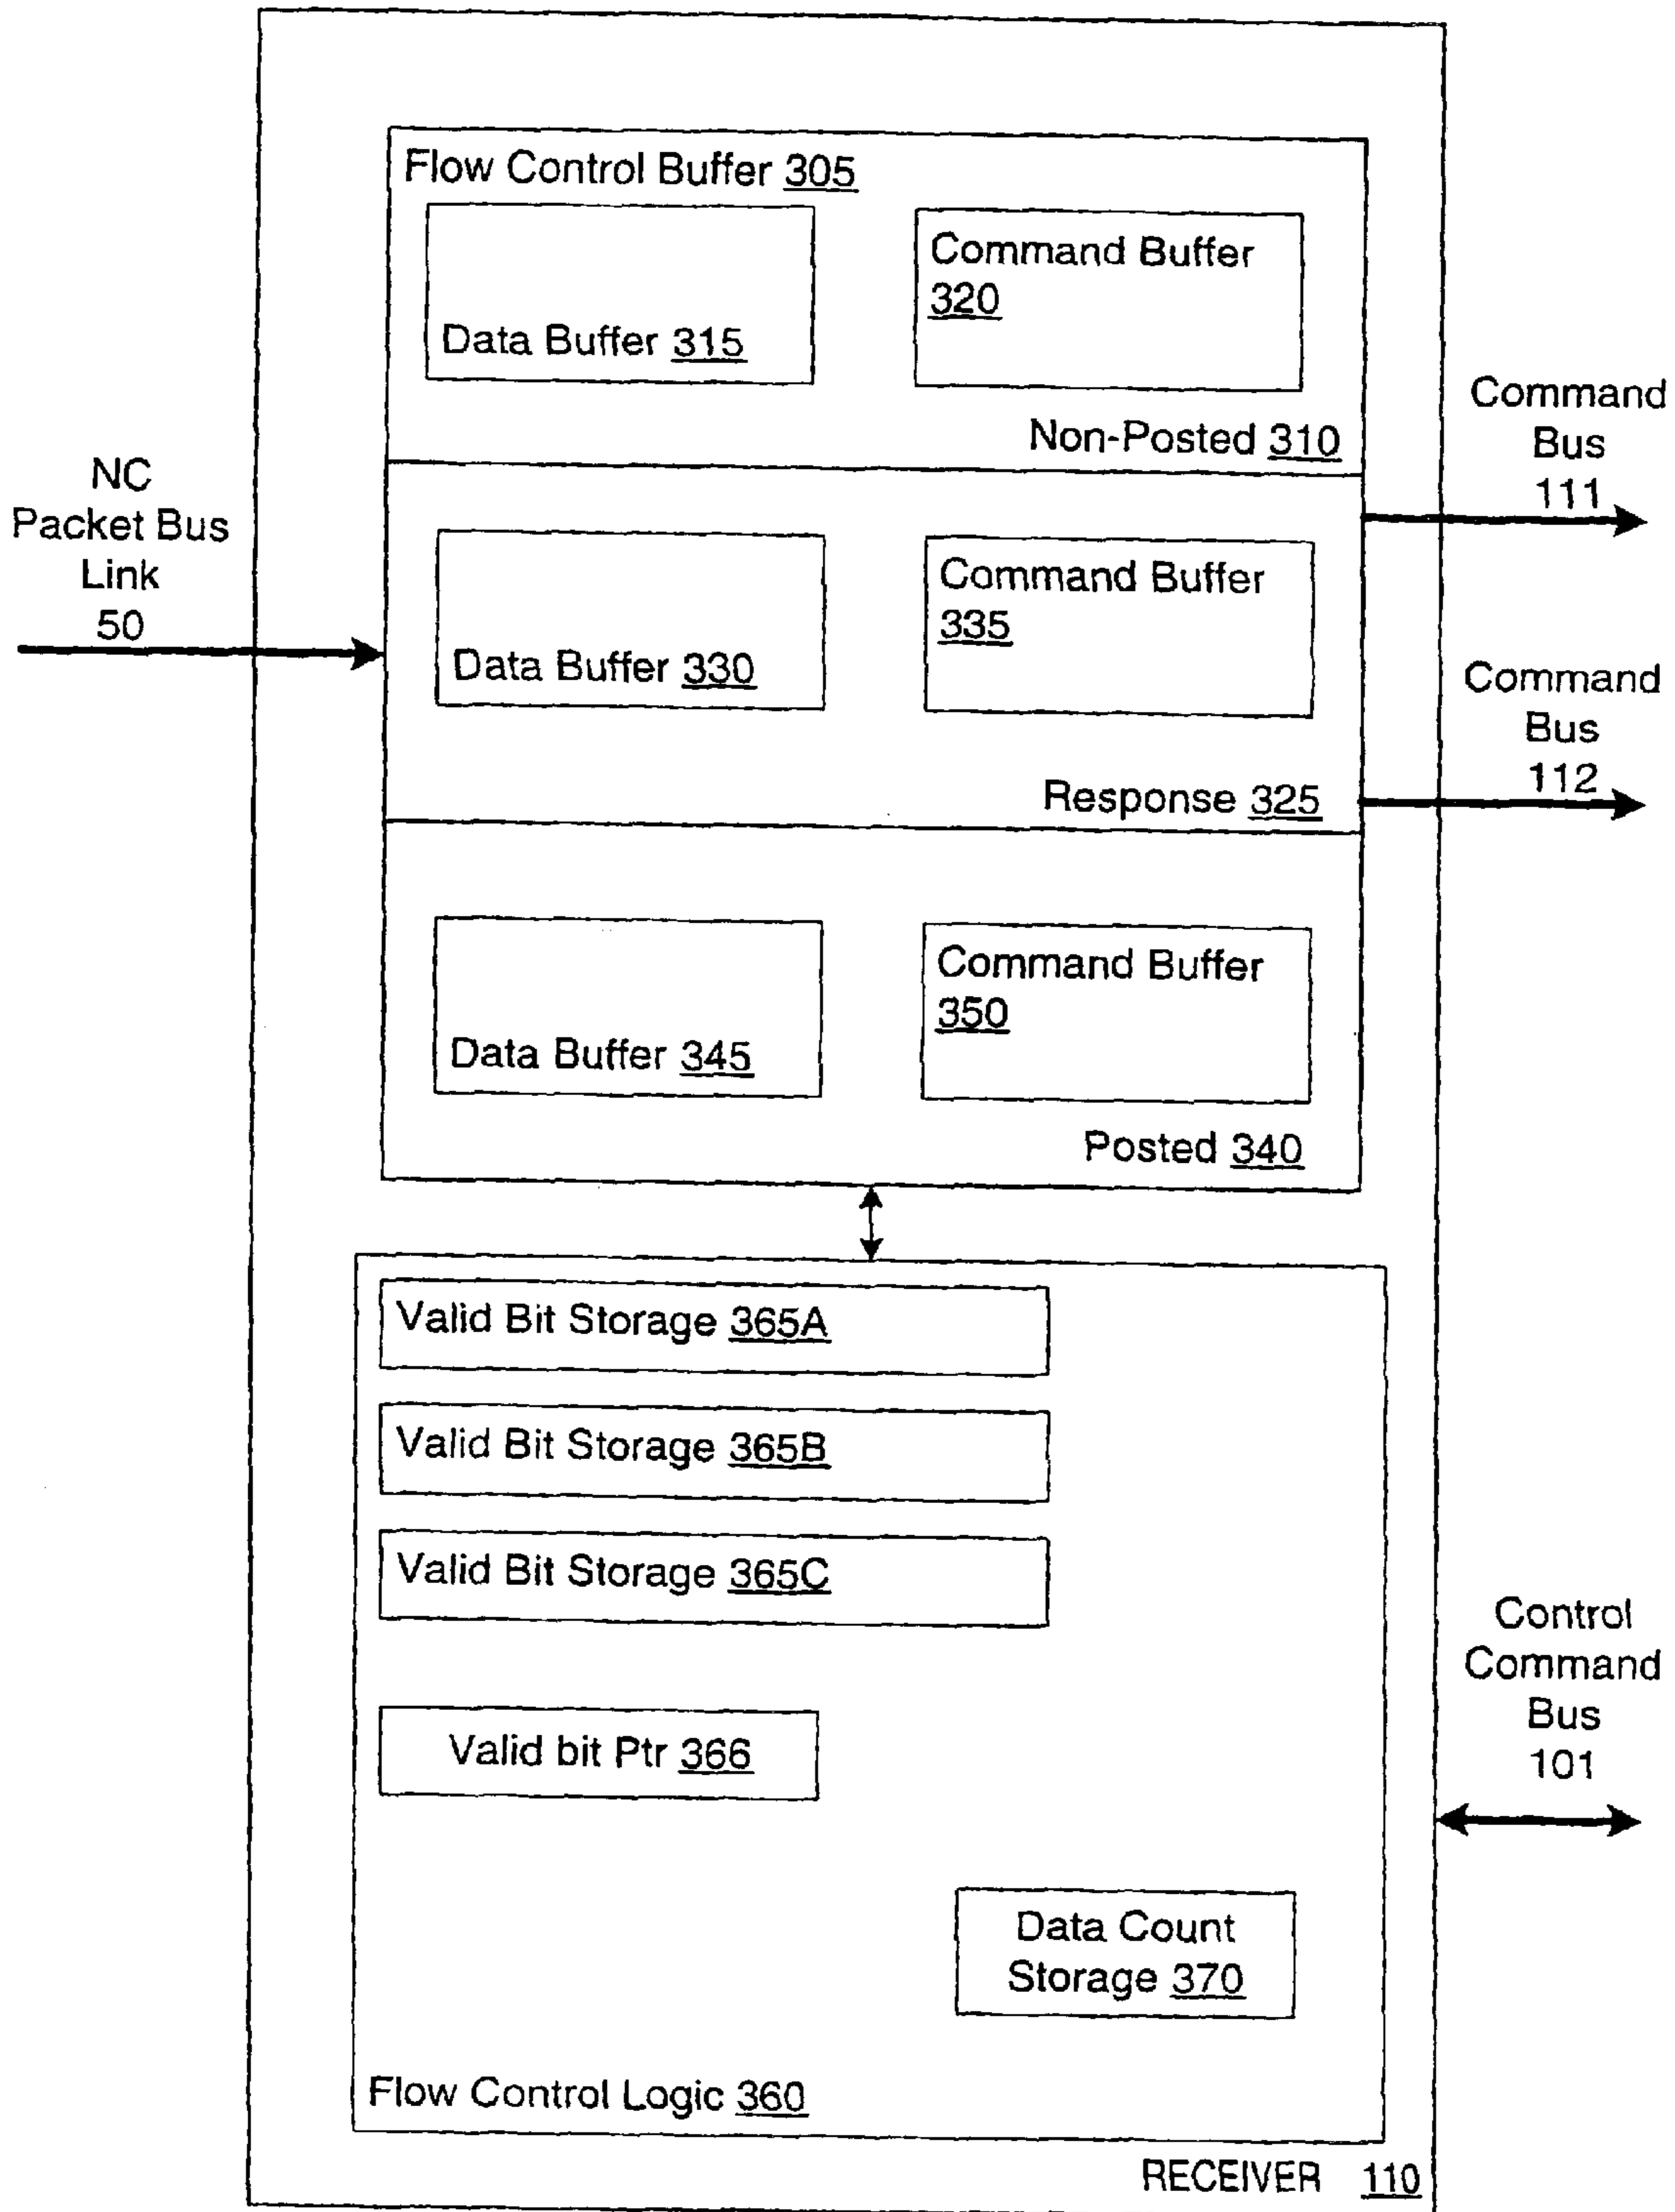 Flow Control Buffer 305
Data Buffer 315
Command Buffer
320
Non-Posted 310
NC
Packet Bus
Link
50
Command
Bus
111
Data Buffer 330
Command Buffer
335
Response 325
Command
Bus
112
Data Buffer 345
Command Buffer
350
Posted 340
Valid Bit Storage 365A
Valid Bit Storage 365B
Valid Bit Storage 365C
Valid bit Ptr 366
Control
Command
Bus
101
Data Count
Storage 370
Flow Control Logic 360
RECEIVER 110